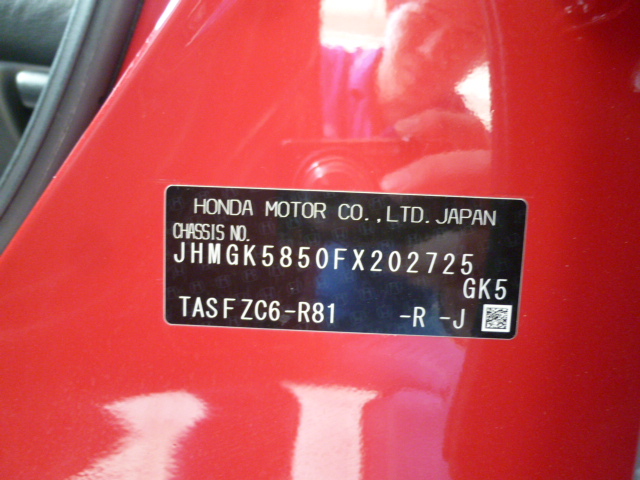 HONDA MOTOR CO.,LTD.JAPAN
CHASSIS NO.
JHMGK5850FX202725
GK5
TASFZC6-R81 -R -J